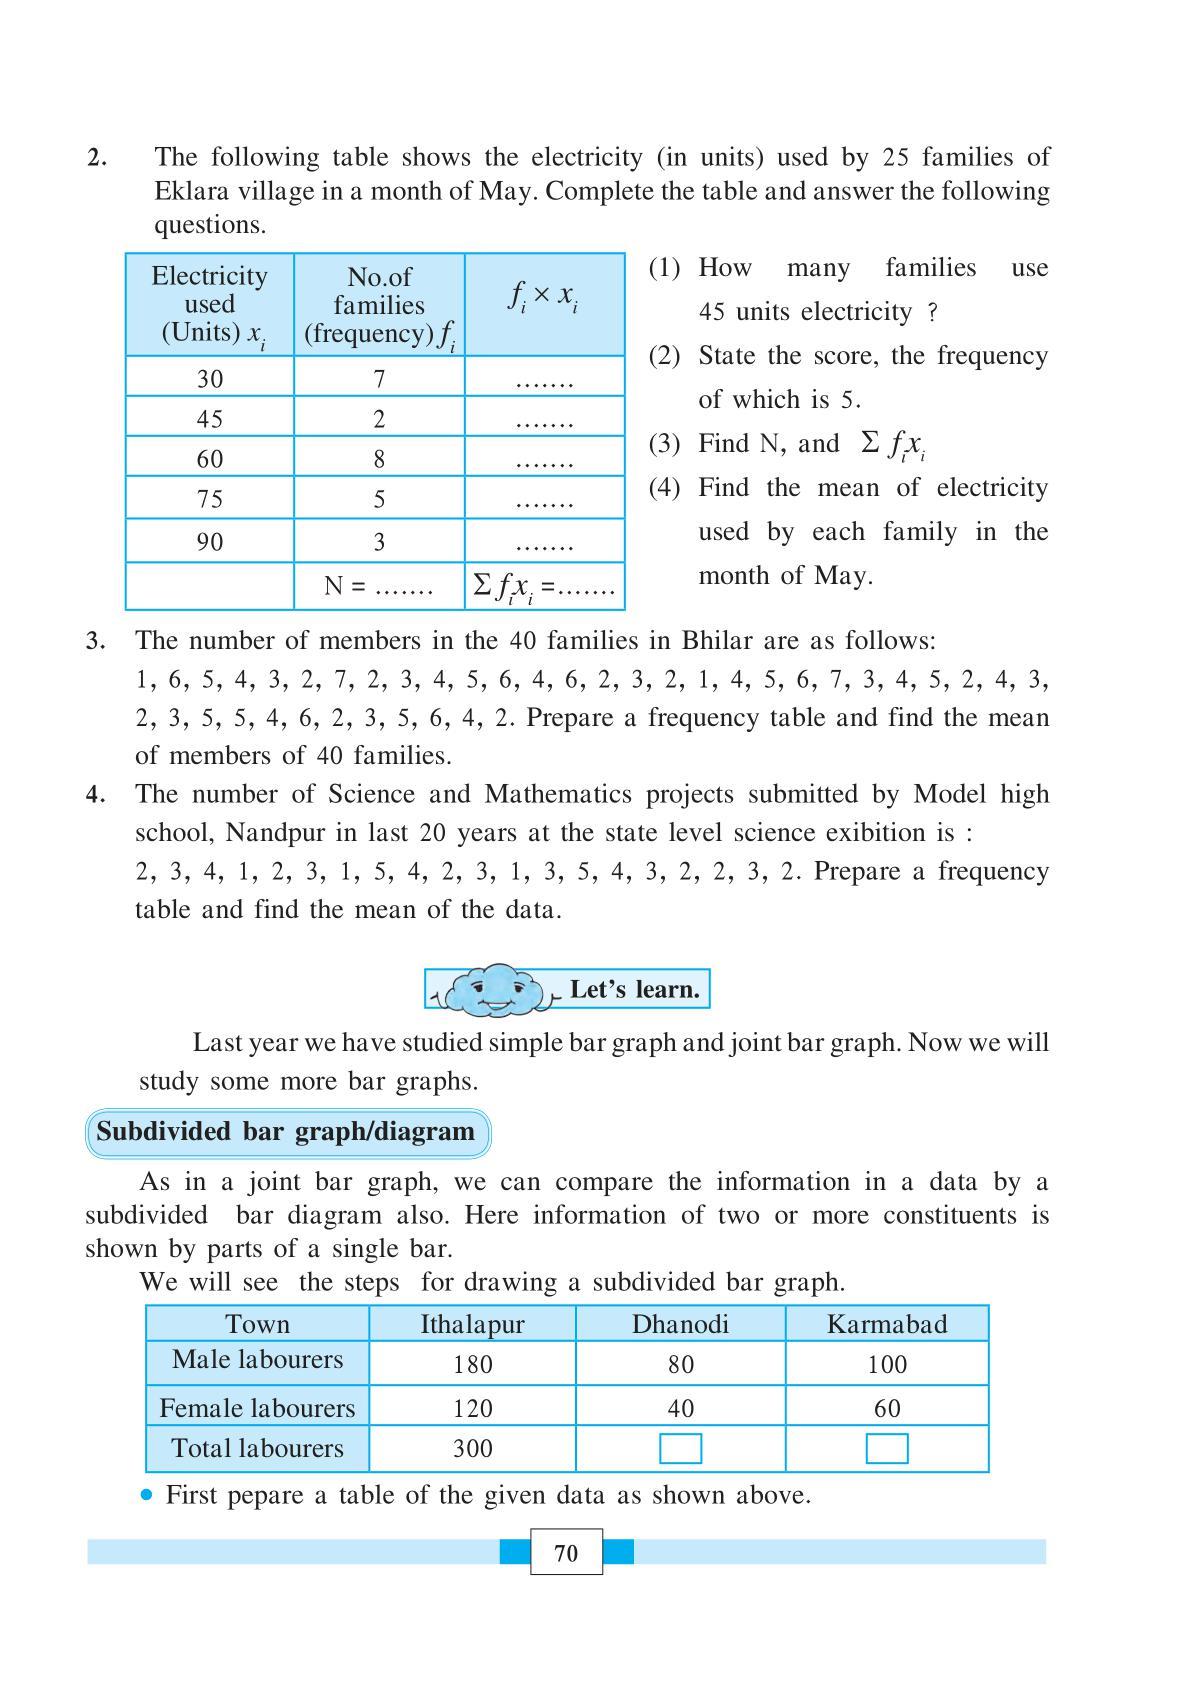 2. The following table shows the electricity (in units) used by 25 families of
Eklara village in a month of May. Complete the table and answer the following
questions.
Electricity used (Units) xᵢ | No.of families (frequency) fᵢ | fᵢ × xᵢ
30 | 7 | .......
45 | 2 | .......
60 | 8 | .......
75 | 5 | .......
90 | 3 | .......
N = ....... | Σ fᵢxᵢ =.......
(1) How many families use
45 units electricity ?
(2) State the score, the frequency
of which is 5.
(3) Find N, and Σ fᵢxᵢ
(4) Find the mean of electricity
used by each family in the
month of May.
3. The number of members in the 40 families in Bhilar are as follows:
1, 6, 5, 4, 3, 2, 7, 2, 3, 4, 5, 6, 4, 6, 2, 3, 2, 1, 4, 5, 6, 7, 3, 4, 5, 2, 4, 3,
2, 3, 5, 5, 4, 6, 2, 3, 5, 6, 4, 2. Prepare a frequency table and find the mean
of members of 40 families.
4. The number of Science and Mathematics projects submitted by Model high
school, Nandpur in last 20 years at the state level science exibition is :
2, 3, 4, 1, 2, 3, 1, 5, 4, 2, 3, 1, 3, 5, 4, 3, 2, 2, 3, 2. Prepare a frequency
table and find the mean of the data.
Let's learn.
Last year we have studied simple bar graph and joint bar graph. Now we will
study some more bar graphs.
Subdivided bar graph/diagram
As in a joint bar graph, we can compare the information in a data by a
subdivided bar diagram also. Here information of two or more constituents is
shown by parts of a single bar.
We will see the steps for drawing a subdivided bar graph.
Town | Ithalapur | Dhanodi | Karmabad
Male labourers | 180 | 80 | 100
Female labourers | 120 | 40 | 60
Total labourers | 300
• First pepare a table of the given data as shown above.
70